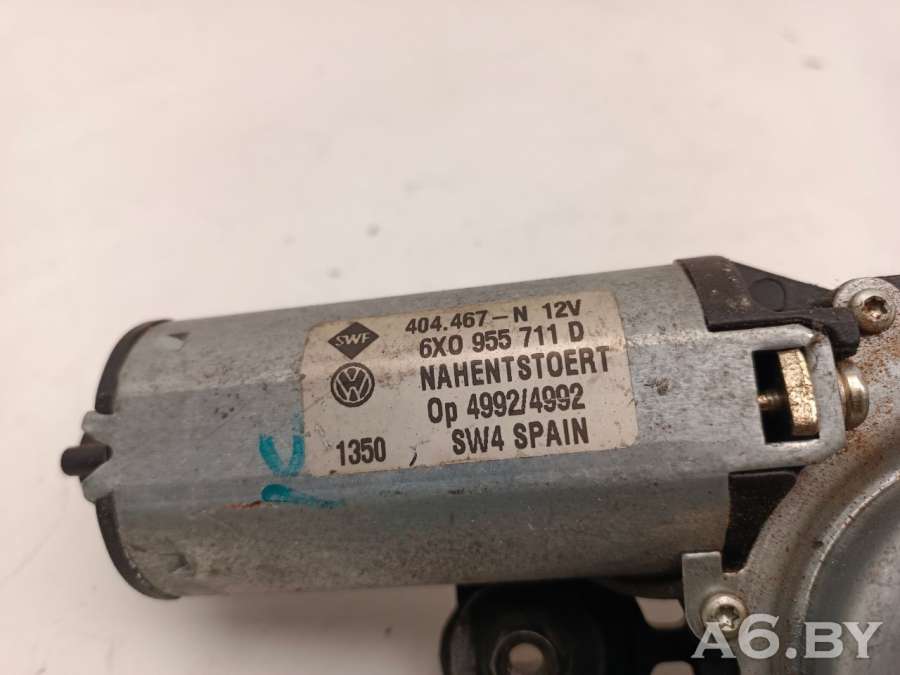 SWF
404.467-N 12V
6X0 955 711 D
NAHENTSTOERT
Op 4992/4992
1350 SW4 SPAIN
A6.BY